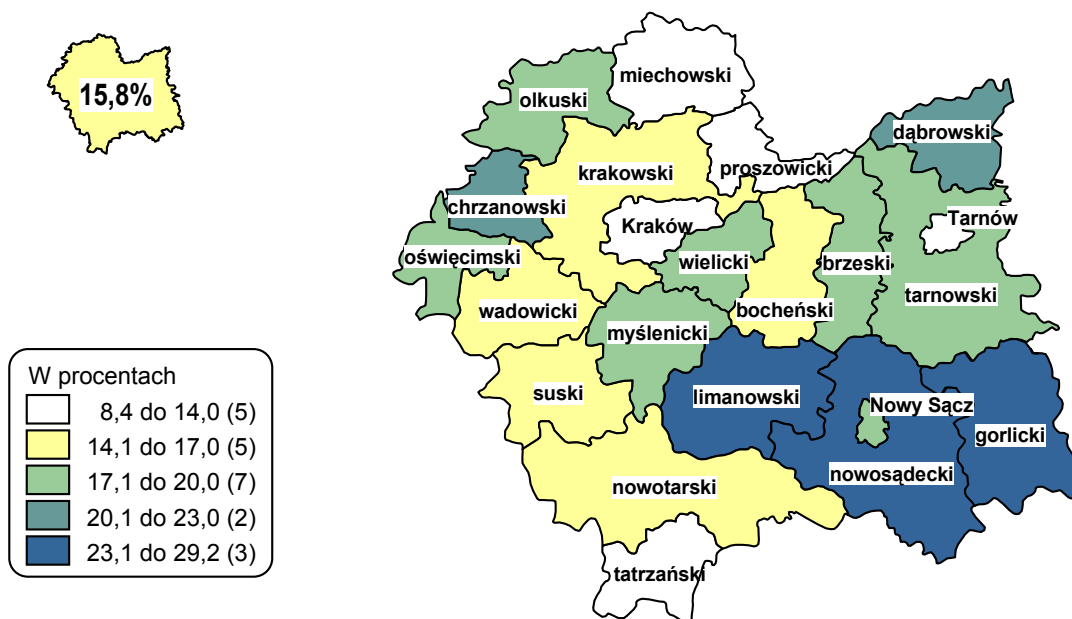 15,8%
miechowski
olkuski
dąbrowski
proszowicki
krakowski
chrzanowski
Kraków
Tarnów
oświęcimski
wielicki
brzeski
tarnowski
wadowicki
bocheński
myślenicki
suski
limanowski
Nowy Sącz
gorlicki
nowosądecki
nowotarski
tatrzański
W procentach
8,4 do 14,0 (5)
14,1 do 17,0 (5)
17,1 do 20,0 (7)
20,1 do 23,0 (2)
23,1 do 29,2 (3)